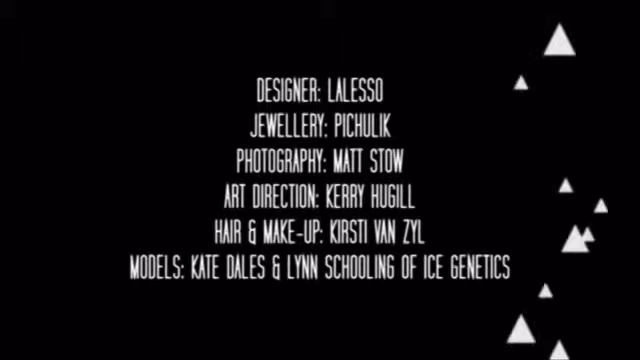 DESIGNER: LALESSO
JEWELLERY: PICHULIK
PHOTOGRAPHY: MATT STOW
ART DIRECTION: KERRY HUGILL
HAIR & MAKE-UP: KIRSTI VAN ZYL
MODELS: KATE DALES & LYNN SCHOOLING OF ICE GENETICS